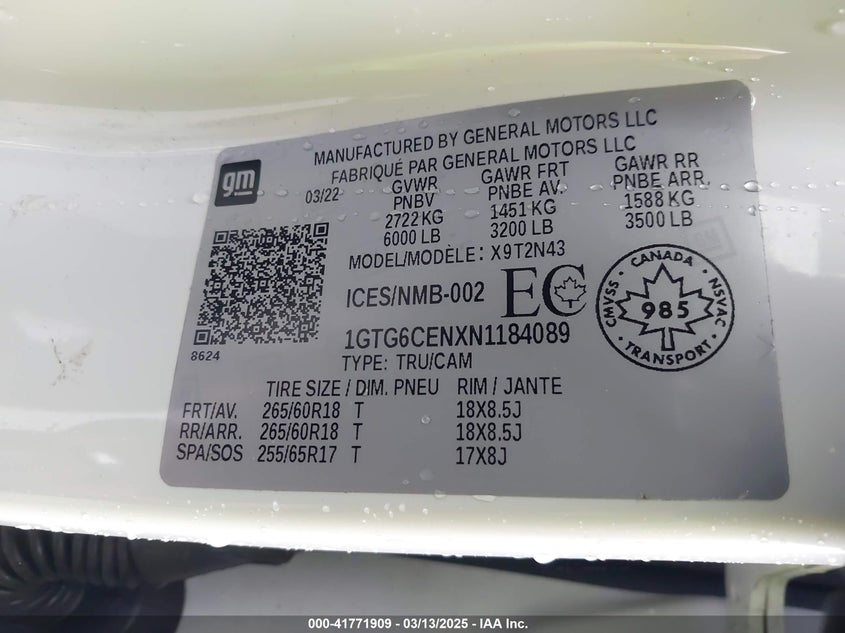 gm
MANUFACTURED BY GENERAL MOTORS LLC
FABRIQUÉ PAR GENERAL MOTORS LLC
03/22
GVWR GAWR FRT GAWR RR
PNBV PNBE AV. PNBE ARR.
2722 KG 1451 KG 1588 KG
6000 LB 3200 LB 3500 LB
MODEL/MODÈLE: X9T2N43
ICES/NMB-002 EC
CANADA
CMVSS 985 NSVAC
TRANSPORT
1GTG6CENXN1184089
8624
TYPE: TRU/CAM
TIRE SIZE / DIM. PNEU RIM / JANTE
FRT/AV. 265/60R18 T 18X8.5J
RR/ARR. 265/60R18 T 18X8.5J
SPA/SOS 255/65R17 T 17X8J
000-41771909 - 03/13/2025 - IAA Inc.